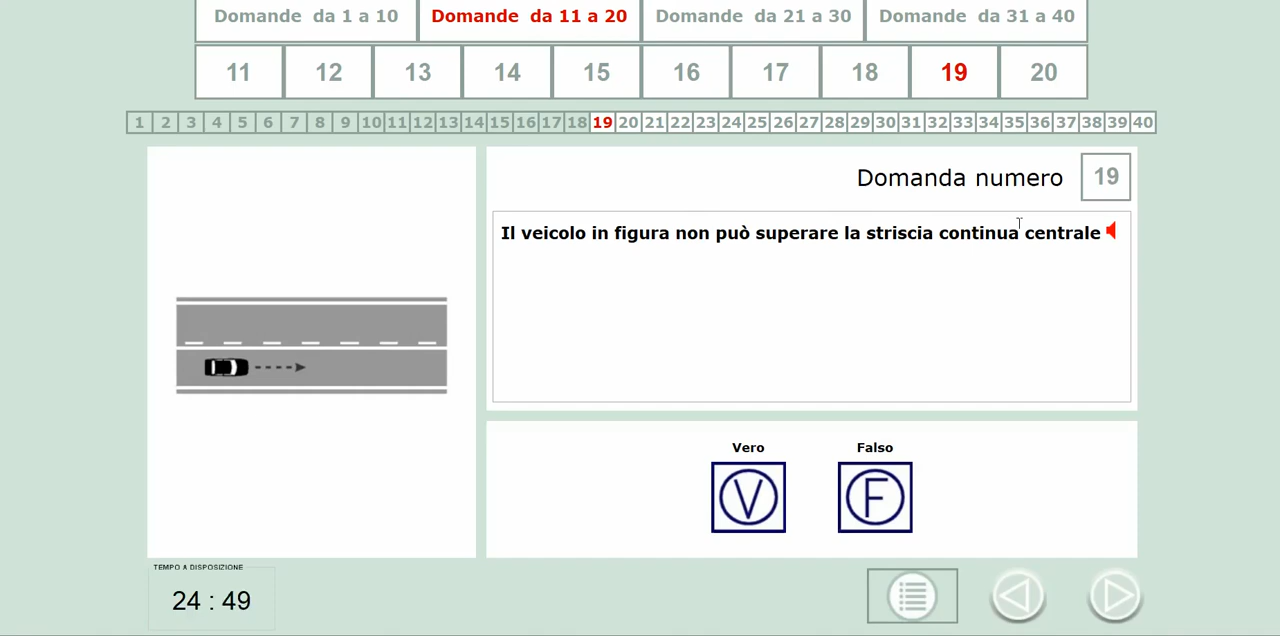 Domande da 1 a 10 Domande da 11 a 20 Domande da 21 a 30 Domande da 31 a 40
11 12 13 14 15 16 17 18 19 20
1 2 3 4 5 6 7 8 9 10 11 12 13 14 15 16 17 18 19 20 21 22 23 24 25 26 27 28 29 30 31 32 33 34 35 36 37 38 39 40
Domanda numero 19
Il veicolo in figura non può superare la striscia continua centrale
Vero Falso
V F
TEMPO A DISPOSIZIONE
24 : 49